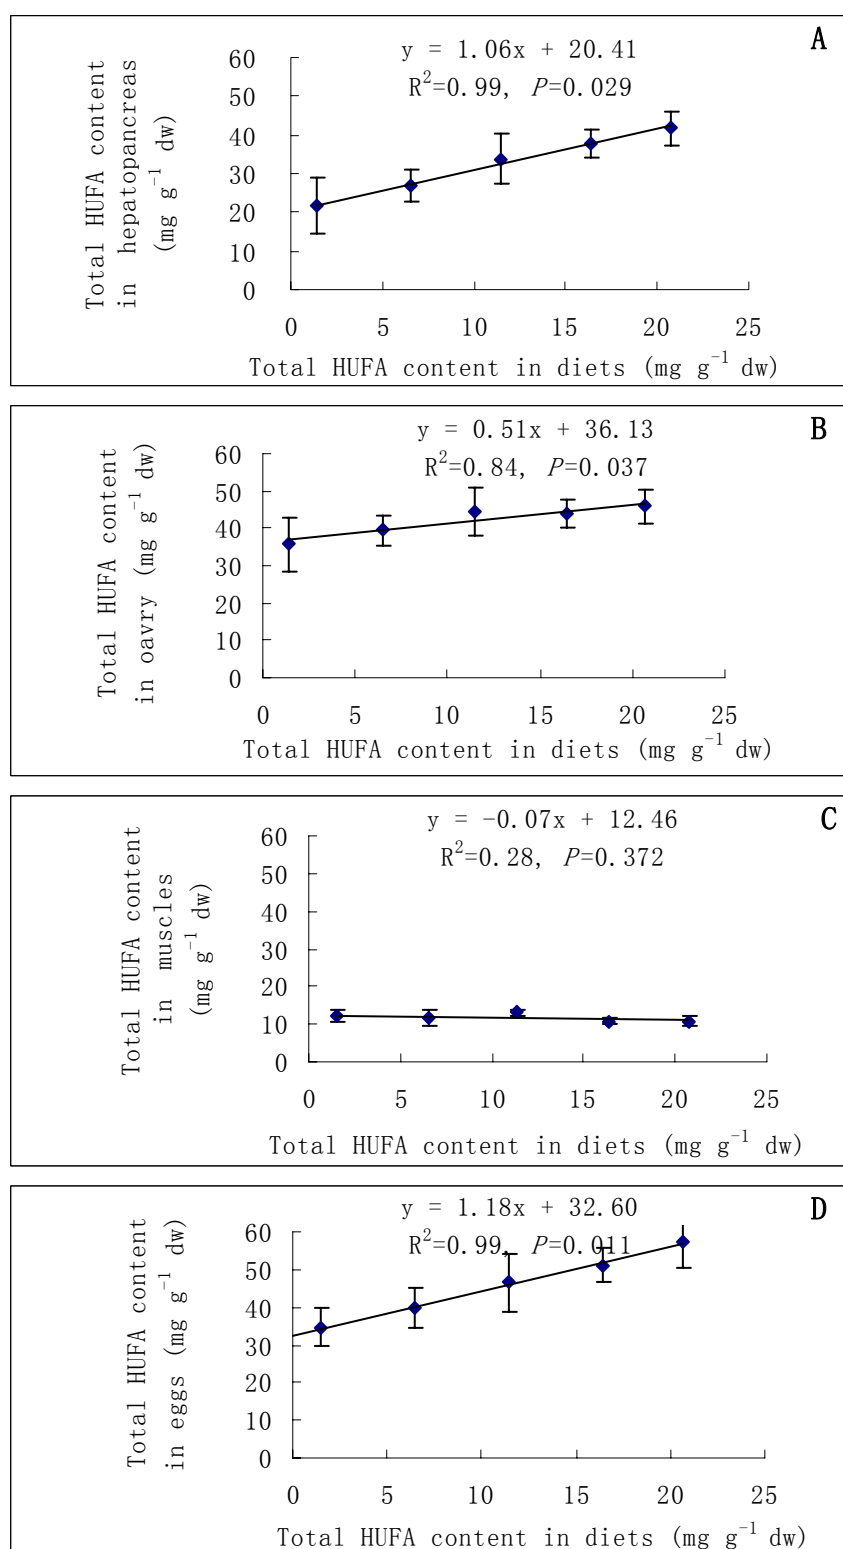 A
y = 1.06x + 20.41
R²=0.99, P=0.029
Total HUFA content
in hepatopancreas
(mg g⁻¹ dw)
60
50
40
30
20
10
0
0 5 10 15 20 25
Total HUFA content in diets (mg g⁻¹ dw)
B
y = 0.51x + 36.13
R²=0.84, P=0.037
Total HUFA content
in oavry (mg g⁻¹ dw)
60
50
40
30
20
10
0
0 5 10 15 20 25
Total HUFA content in diets (mg g⁻¹ dw)
C
y = -0.07x + 12.46
R²=0.28, P=0.372
Total HUFA content
in muscles
(mg g⁻¹ dw)
60
50
40
30
20
10
0
0 5 10 15 20 25
Total HUFA content in diets (mg g⁻¹ dw)
D
y = 1.18x + 32.60
R²=0.99, P=0.011
Total HUFA content
in eggs (mg g⁻¹ dw)
60
50
40
30
20
10
0
0 5 10 15 20 25
Total HUFA content in diets (mg g⁻¹ dw)